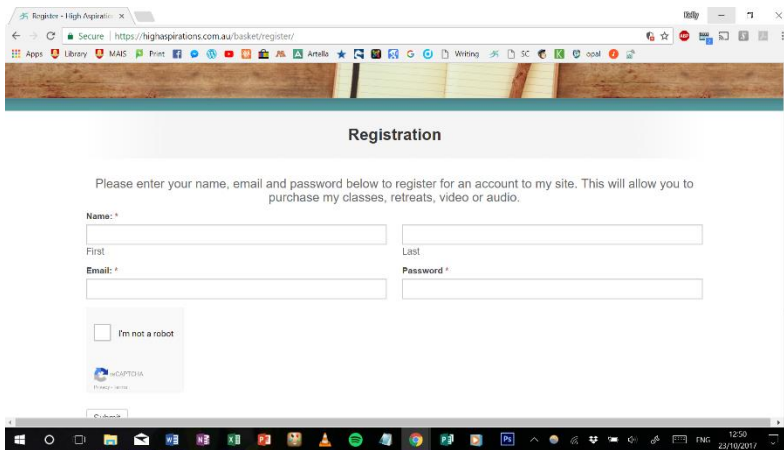 Register - High Aspiration ×
Kelly
Secure | https://highaspirations.com.au/basket/register/
Apps Library MAIS Print Artella Writing SC opal
Registration
Please enter your name, email and password below to register for an account to my site. This will allow you to
purchase my classes, retreats, video or audio.
Name: *
First Last
Email: * Password *
I'm not a robot
reCAPTCHA
Privacy - Terms
Submit
ENG 12:50
23/10/2017